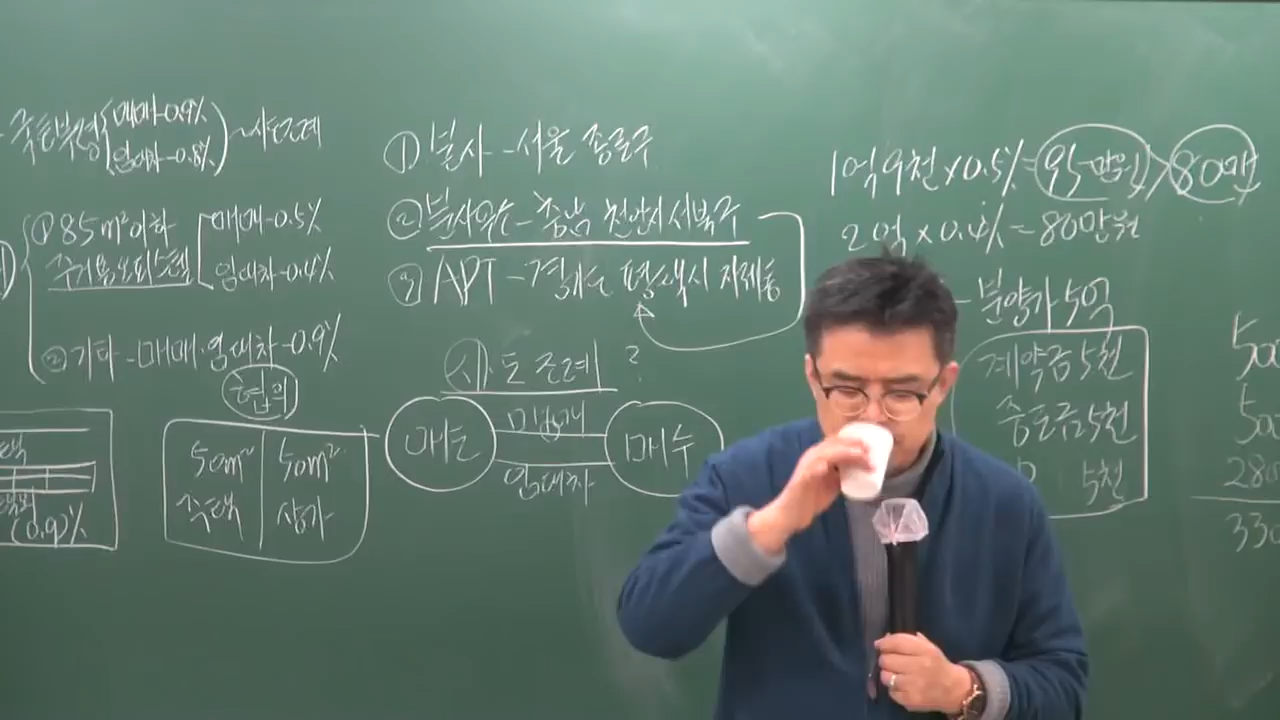 매매-0.9%
임대차-0.8%
~시·도조례
① 85m²이하
주거용오피스텔
매매-0.5%
임대차-0.4%
② 기타-매매·임대차-0.9%
협의
(0.9)%
50m²
50m²
주택
상가
① 본사-서울 종로구
② 분사무소-충남 천안시 서북구
③ APT-경기도 평택시 지제동
시·도 조례 ?
매도
매매
임대차
매수
1억9천×0.5%=95만원>80만
2억×0.4%=80만원
-분양가 5억
계약금 5천
중도금 5천
5천